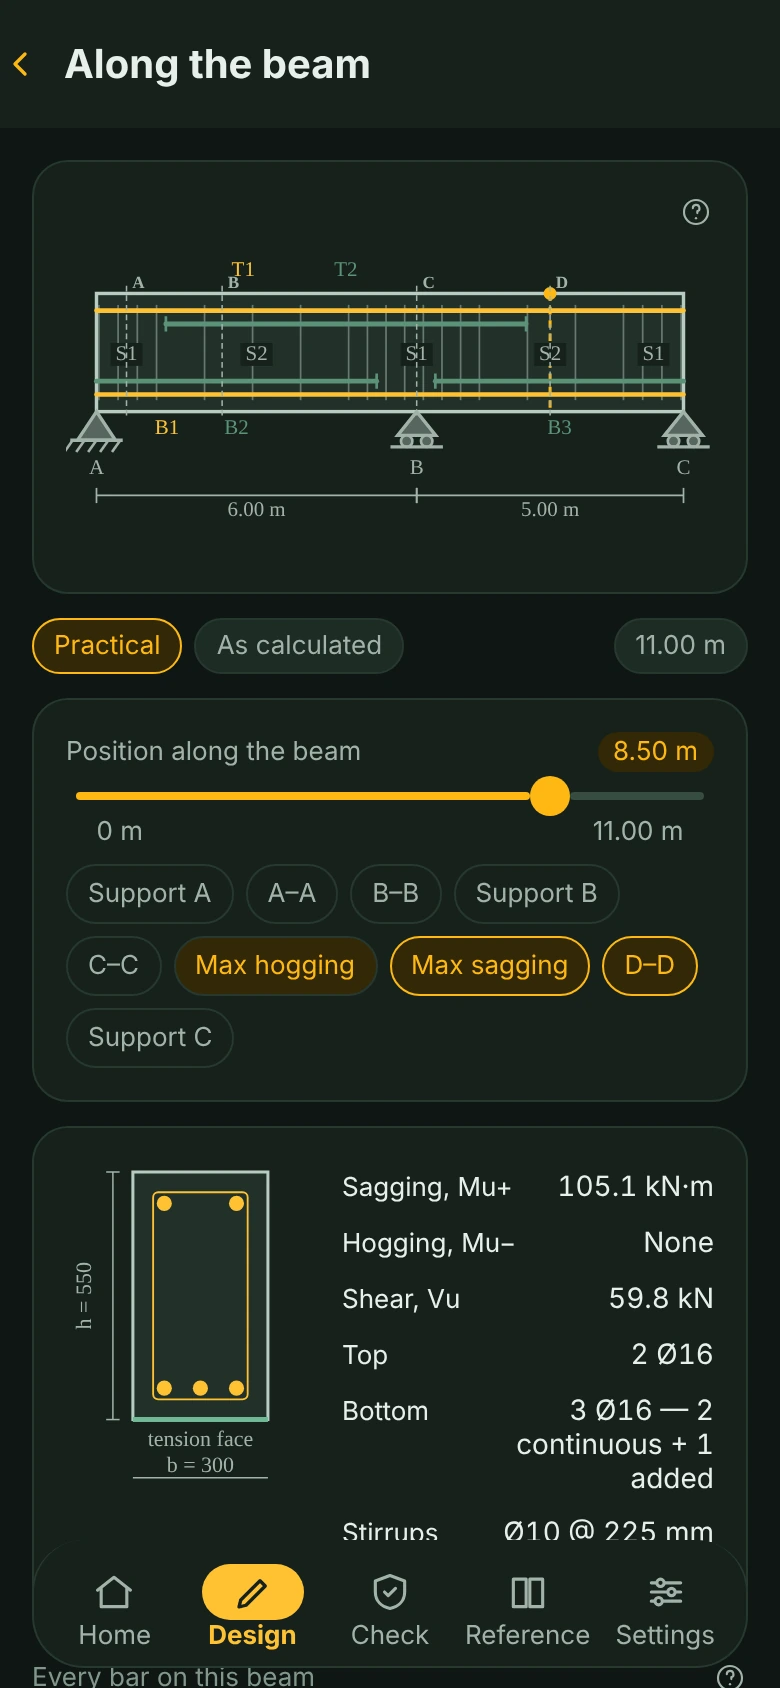 Along the beam
T1 T2
A B C D
S1 S2 S1 S2 S1
B1 B2 B3
A B C
6.00 m 5.00 m
Practical As calculated 11.00 m
Position along the beam 8.50 m
0 m 11.00 m
Support A A–A B–B Support B
C–C Max hogging Max sagging D–D
Support C
Sagging, Mu+ 105.1 kN·m
Hogging, Mu− None
Shear, Vu 59.8 kN
Top 2 Ø16
Bottom 3 Ø16 — 2
continuous + 1
added
h = 550
tension face
b = 300
Stirrups Ø10 @ 225 mm
Home Design Check Reference Settings
Every bar on this beam